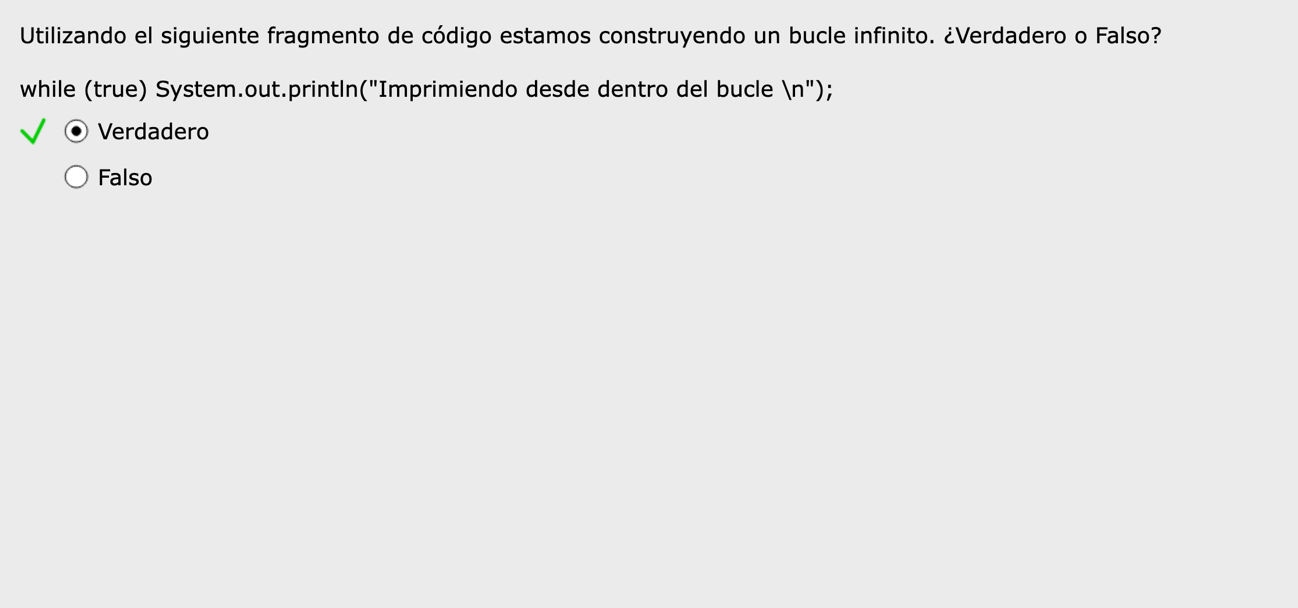 Utilizando el siguiente fragmento de código estamos construyendo un bucle infinito. ¿Verdadero o Falso?
while (true) System.out.println("Imprimiendo desde dentro del bucle \n");
Verdadero
Falso